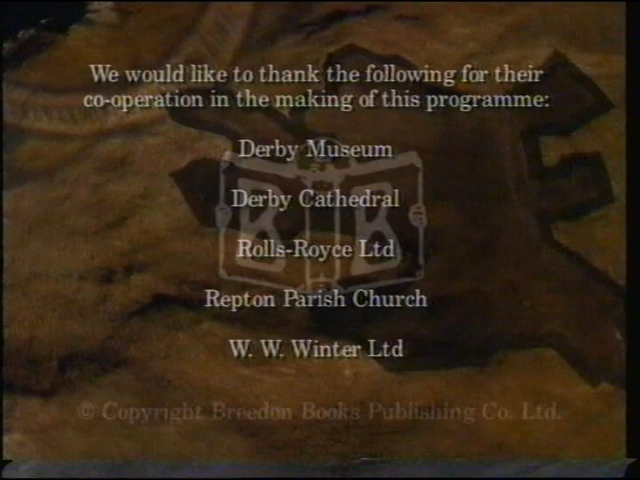 We would like to thank the following for their
co-operation in the making of this programme:
Derby Museum
Derby Cathedral
Rolls-Royce Ltd
Repton Parish Church
W. W. Winter Ltd
B B
© Copyright Breedon Books Publishing Co. Ltd.